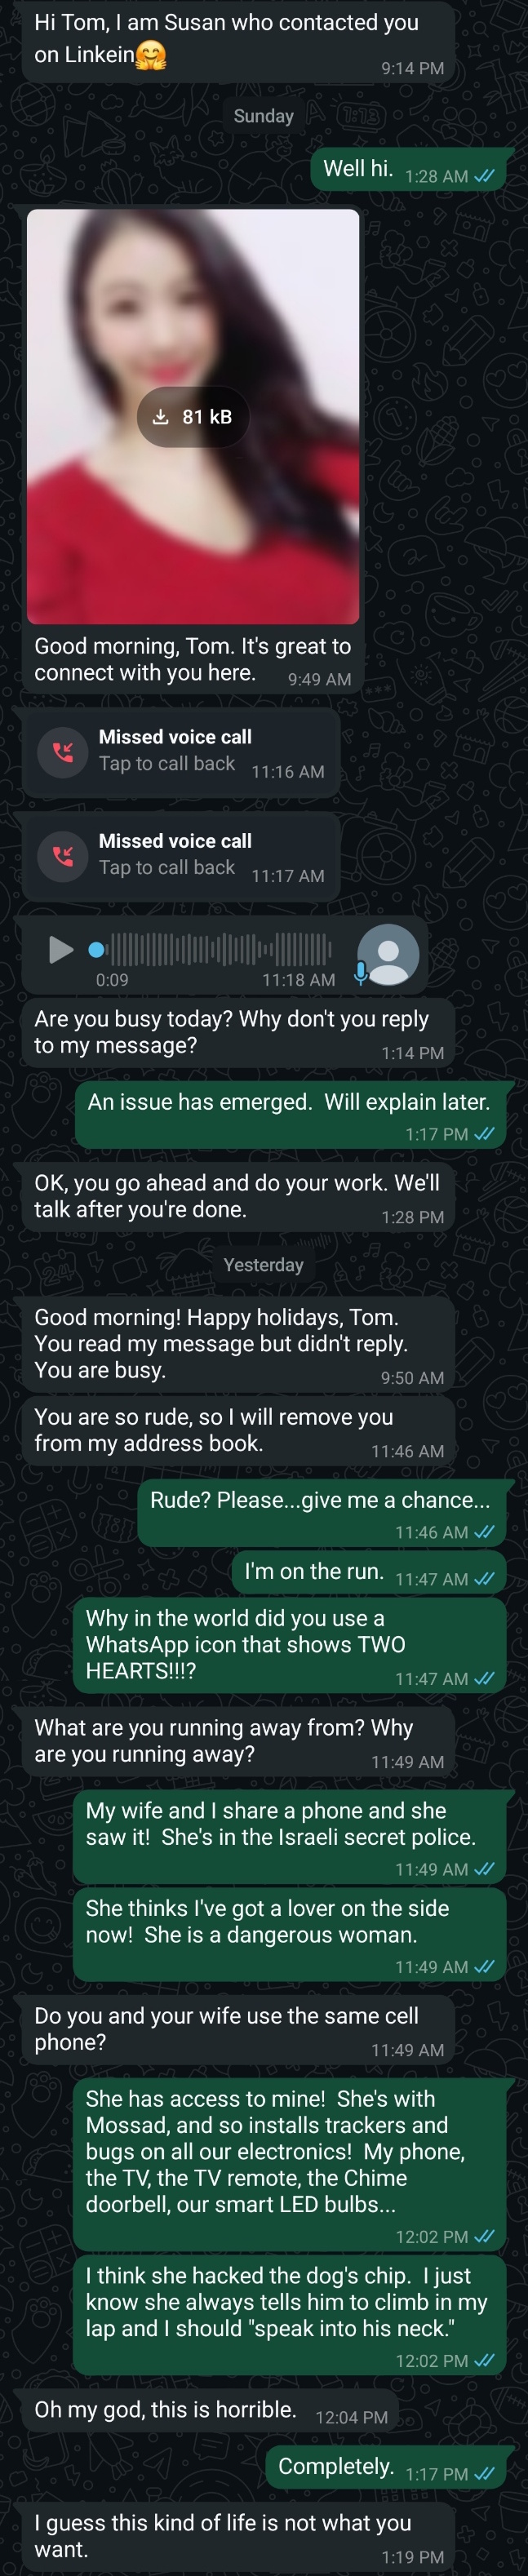 Hi Tom, I am Susan who contacted you
on Linkein🤗
9:14 PM
Sunday
Well hi. 1:28 AM
81 kB
Good morning, Tom. It's great to
connect with you here. 9:49 AM
Missed voice call
Tap to call back 11:16 AM
Missed voice call
Tap to call back 11:17 AM
0:09 11:18 AM
Are you busy today? Why don't you reply
to my message? 1:14 PM
An issue has emerged.  Will explain later.
1:17 PM
OK, you go ahead and do your work. We'll
talk after you're done. 1:28 PM
Yesterday
Good morning! Happy holidays, Tom.
You read my message but didn't reply.
You are busy. 9:50 AM
You are so rude, so I will remove you
from my address book. 11:46 AM
Rude? Please...give me a chance...
11:46 AM
I'm on the run. 11:47 AM
Why in the world did you use a
WhatsApp icon that shows TWO
HEARTS!!!? 11:47 AM
What are you running away from? Why
are you running away? 11:49 AM
My wife and I share a phone and she
saw it!  She's in the Israeli secret police.
11:49 AM
She thinks I've got a lover on the side
now!  She is a dangerous woman.
11:49 AM
Do you and your wife use the same cell
phone? 11:49 AM
She has access to mine!  She's with
Mossad, and so installs trackers and
bugs on all our electronics!  My phone,
the TV, the TV remote, the Chime
doorbell, our smart LED bulbs...
12:02 PM
I think she hacked the dog's chip.  I just
know she always tells him to climb in my
lap and I should "speak into his neck."
12:02 PM
Oh my god, this is horrible. 12:04 PM
Completely. 1:17 PM
I guess this kind of life is not what you
want. 1:19 PM